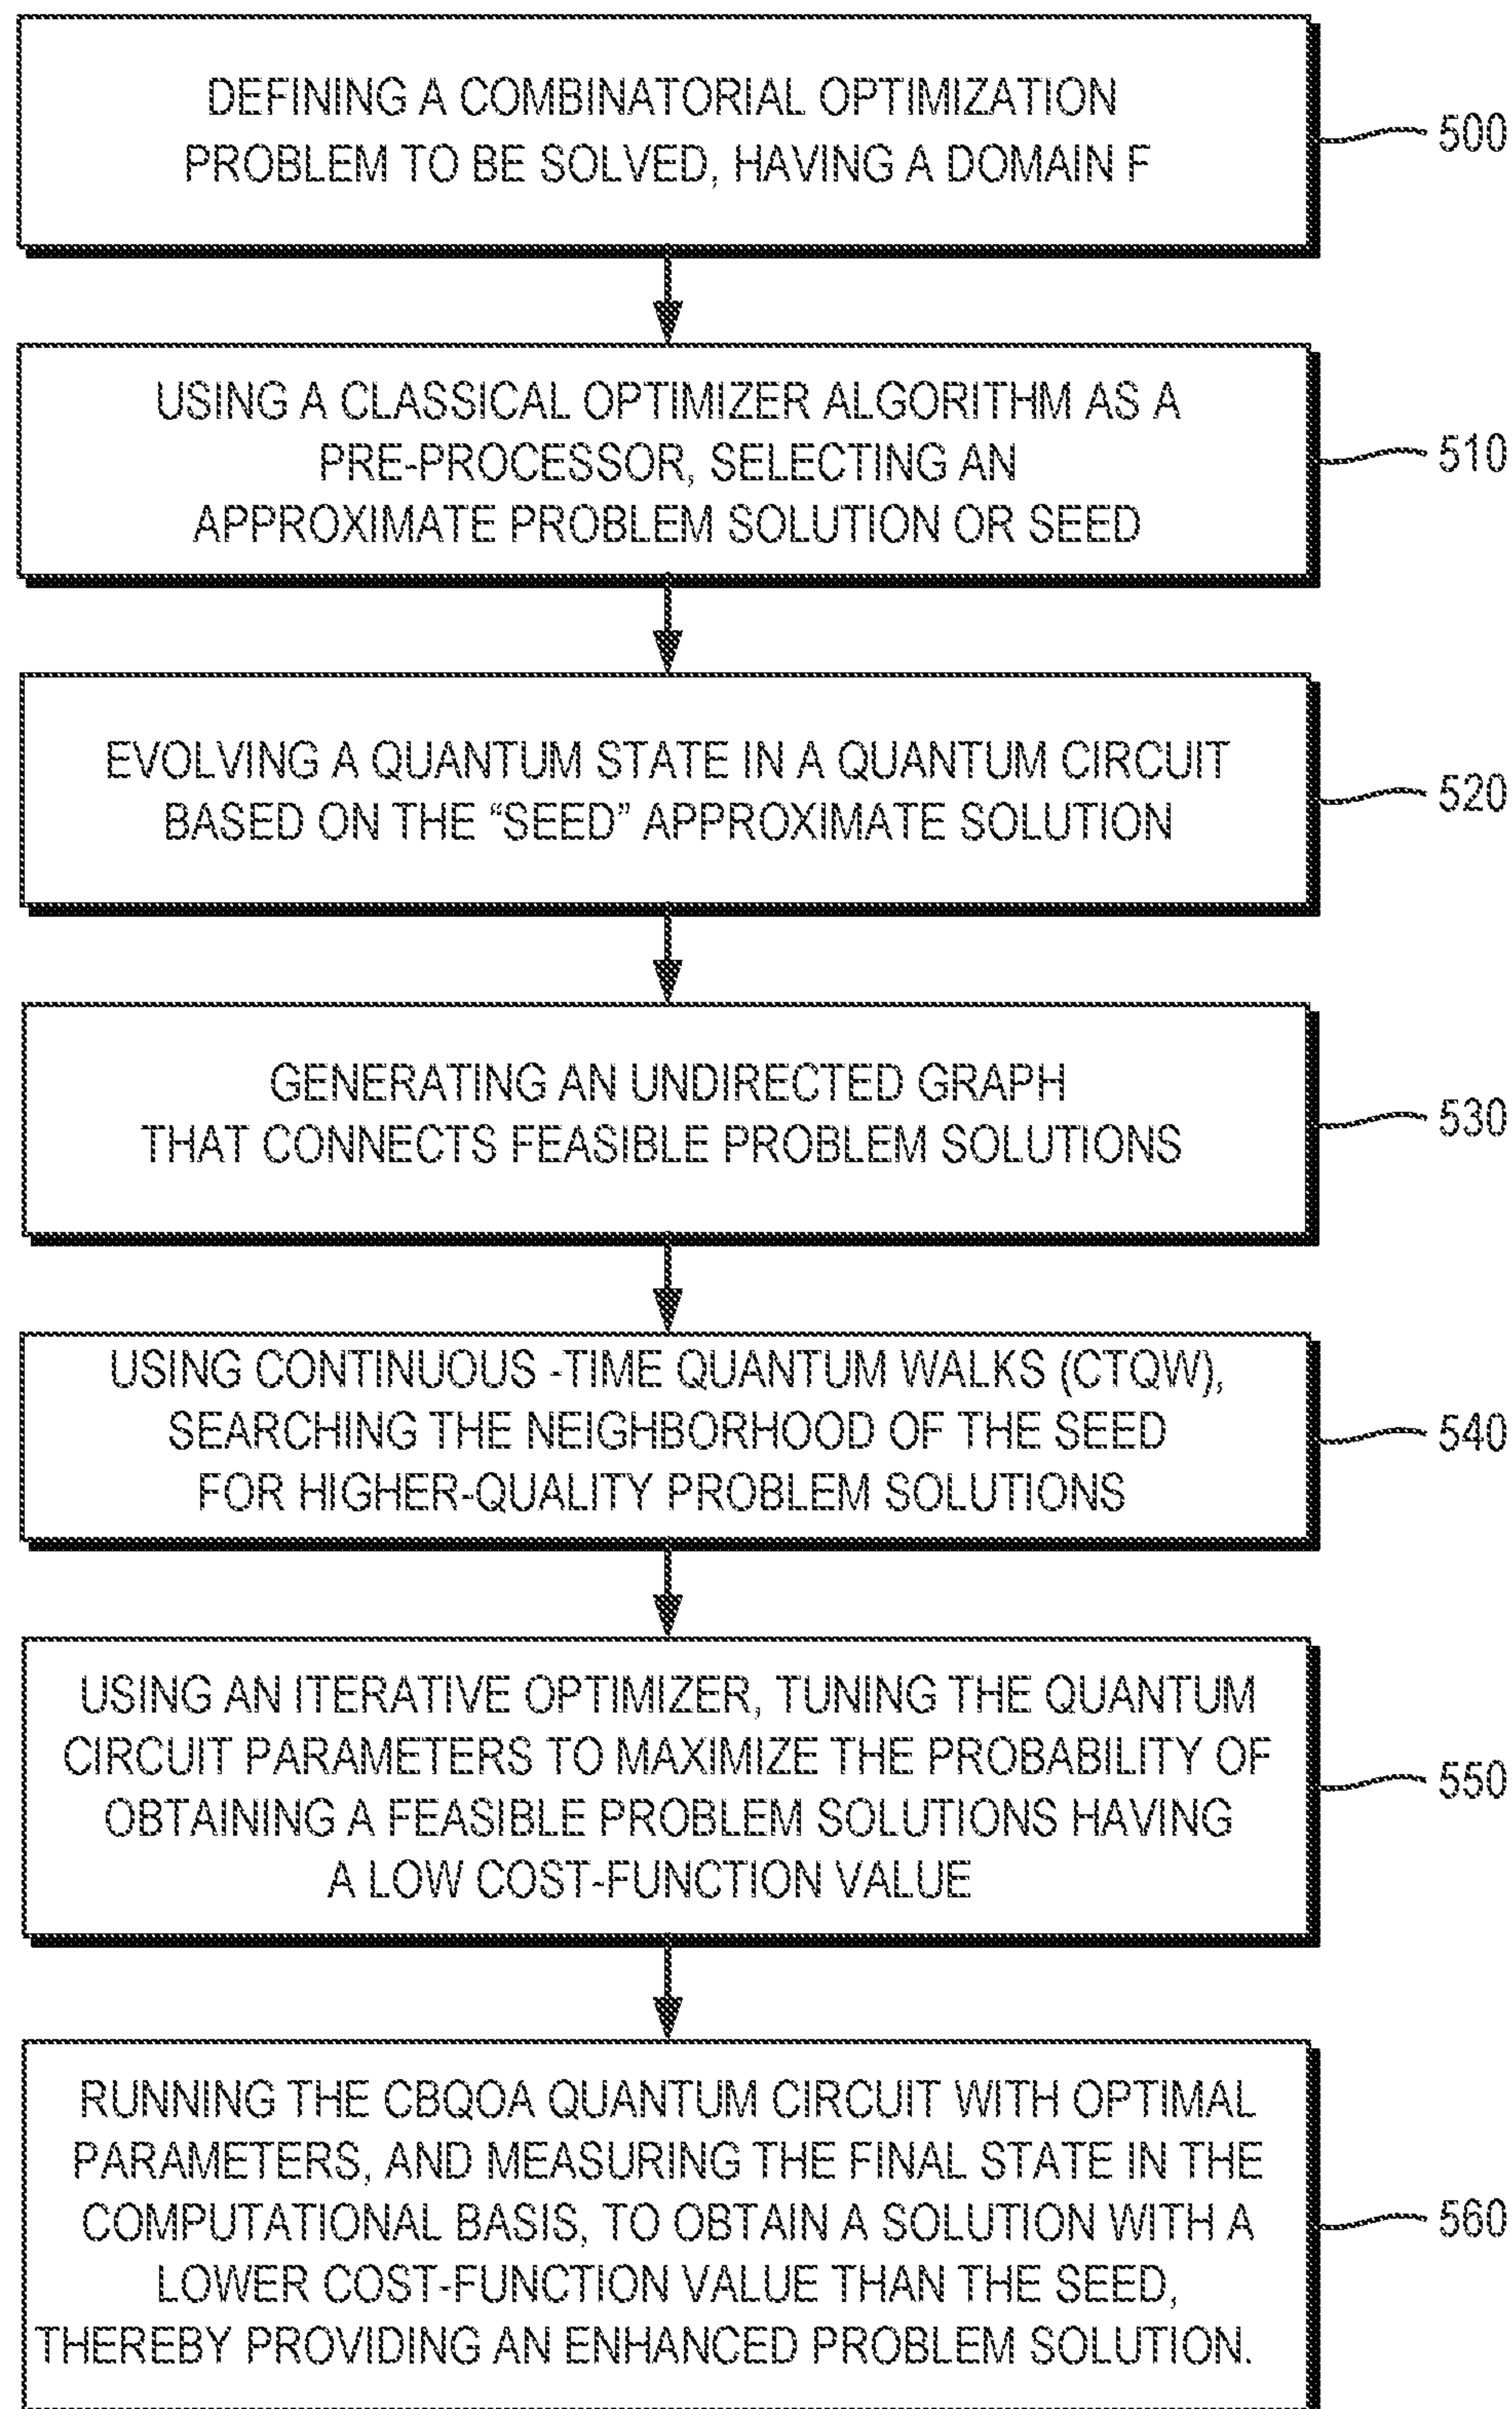 DEFINING A COMBINATORIAL OPTIMIZATION
PROBLEM TO BE SOLVED, HAVING A DOMAIN F
500
USING A CLASSICAL OPTIMIZER ALGORITHM AS A
PRE-PROCESSOR, SELECTING AN
APPROXIMATE PROBLEM SOLUTION OR SEED
510
EVOLVING A QUANTUM STATE IN A QUANTUM CIRCUIT
BASED ON THE “SEED” APPROXIMATE SOLUTION
520
GENERATING AN UNDIRECTED GRAPH
THAT CONNECTS FEASIBLE PROBLEM SOLUTIONS
530
USING CONTINUOUS -TIME QUANTUM WALKS (CTQW),
SEARCHING THE NEIGHBORHOOD OF THE SEED
FOR HIGHER-QUALITY PROBLEM SOLUTIONS
540
USING AN ITERATIVE OPTIMIZER, TUNING THE QUANTUM
CIRCUIT PARAMETERS TO MAXIMIZE THE PROBABILITY OF
OBTAINING A FEASIBLE PROBLEM SOLUTIONS HAVING
A LOW COST-FUNCTION VALUE
550
RUNNING THE CBQOA QUANTUM CIRCUIT WITH OPTIMAL
PARAMETERS, AND MEASURING THE FINAL STATE IN THE
COMPUTATIONAL BASIS, TO OBTAIN A SOLUTION WITH A
LOWER COST-FUNCTION VALUE THAN THE SEED,
THEREBY PROVIDING AN ENHANCED PROBLEM SOLUTION.
560